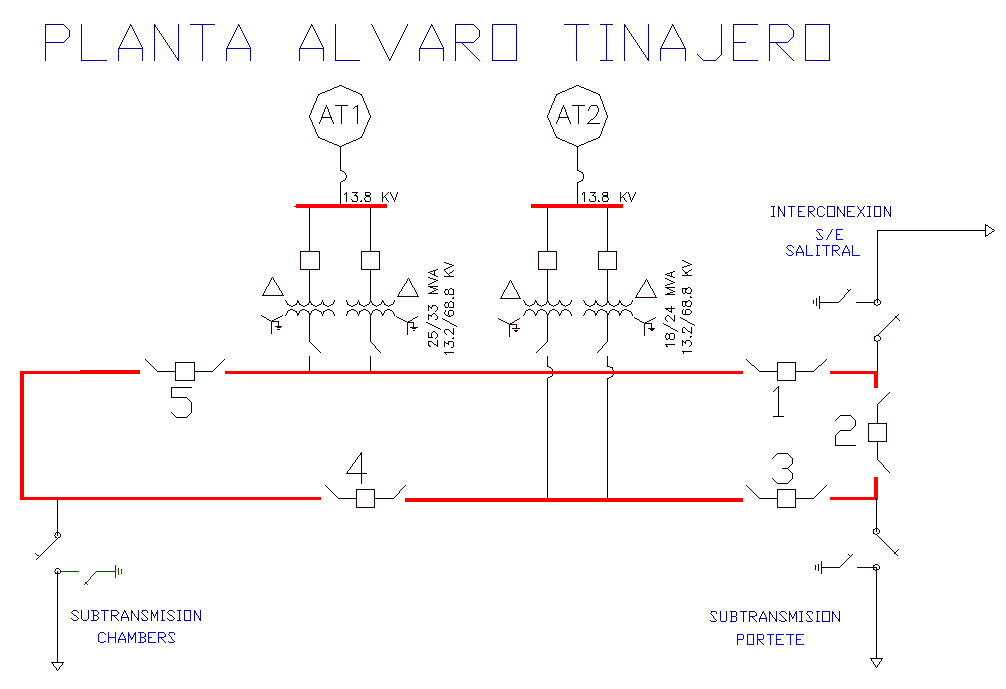 PLANTA ALVARO TINAJERO
AT1
AT2
13.8 KV
13.8 KV
INTERCONEXION
S/E
SALITRAL
25/33 MVA
13.2/68.8 KV
18/24 MVA
13.2/68.8 KV
5
1
2
4
3
SUBTRANSMISION
CHAMBERS
SUBTRANSMISION
PORTETE